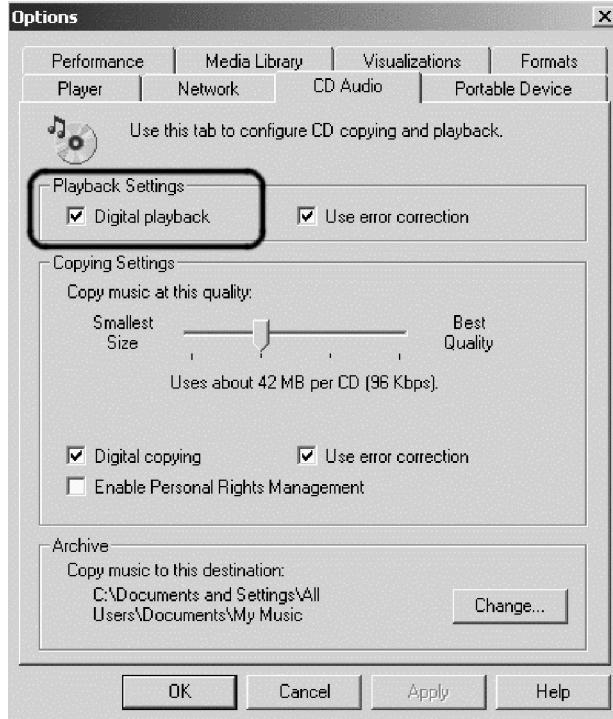 Options
Performance Media Library Visualizations Formats
Player Network CD Audio Portable Device
Use this tab to configure CD copying and playback.
Playback Settings
Digital playback Use error correction
Copying Settings
Copy music at this quality:
Smallest Size Best Quality
Uses about 42 MB per CD (96 Kbps).
Digital copying Use error correction
Enable Personal Rights Management
Archive
Copy music to this destination:
C:\Documents and Settings\All
Users\Documents\My Music
Change...
OK Cancel Apply Help